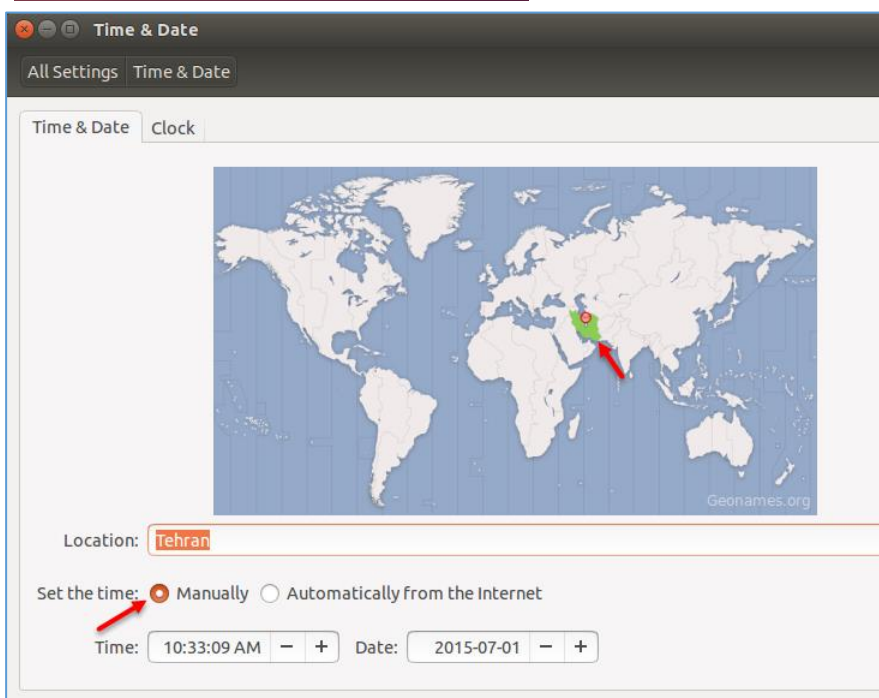 Time & Date
All Settings Time & Date
Time & Date Clock
Geonames.org
Location: Tehran
Set the time: Manually Automatically from the Internet
Time: 10:33:09 AM − + Date: 2015-07-01 − +